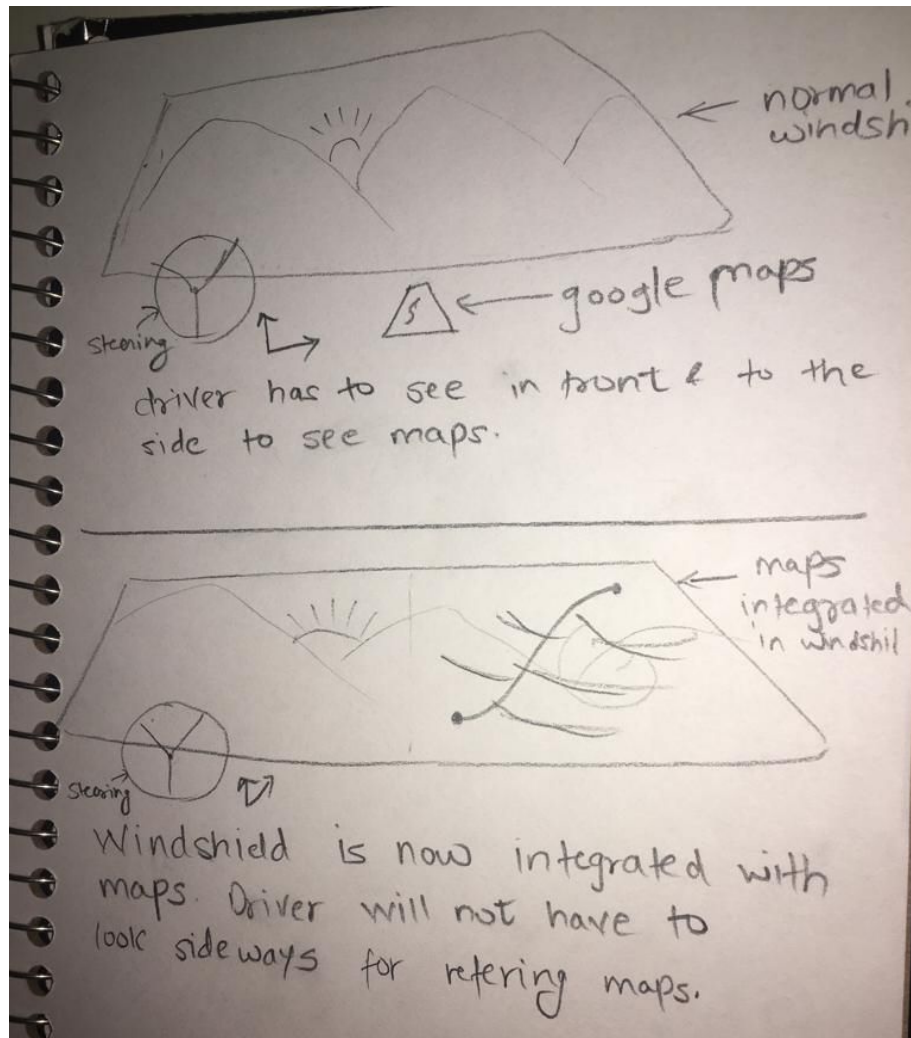 normal
windsh
google maps
steering
driver has to see in front & to the
side to see maps.
maps
integrated
in windshil
stearing
Windshield is now integrated with
maps. Driver will not have to
look sideways for refering maps.